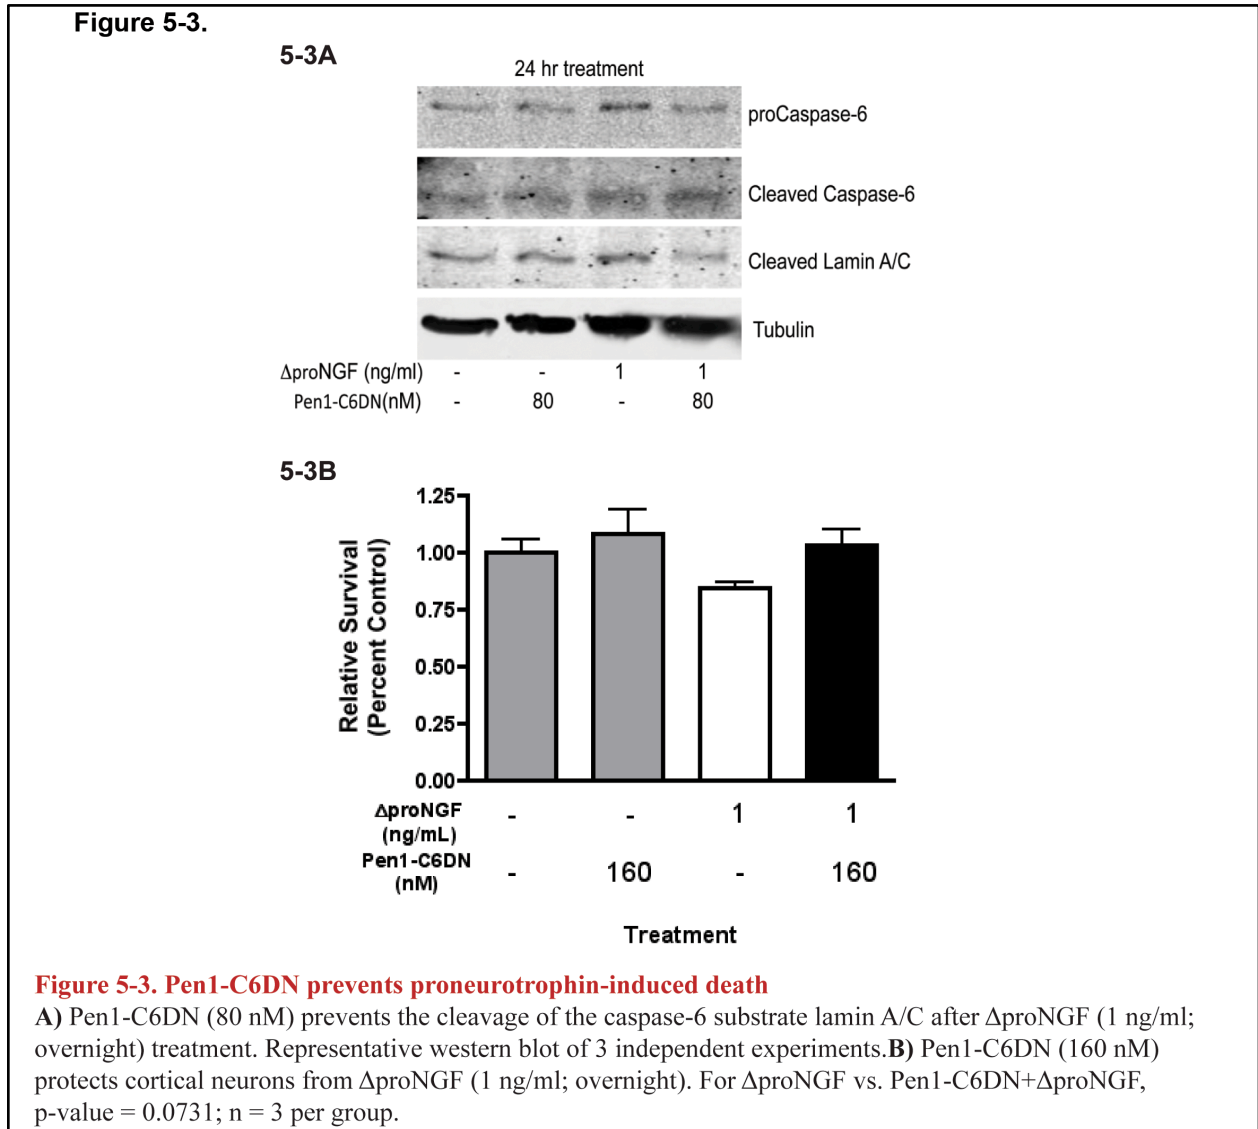 Figure 5-3.
5-3A
24 hr treatment
proCaspase-6
Cleaved Caspase-6
Cleaved Lamin A/C
Tubulin
ΔproNGF (ng/ml) - - 1 1
Pen1-C6DN(nM) - 80 - 80
5-3B
Relative Survival
(Percent Control)
1.25
1.00
0.75
0.50
0.25
0.00
ΔproNGF
(ng/mL) - - 1 1
Pen1-C6DN
(nM) - 160 - 160
Treatment
Figure 5-3. Pen1-C6DN prevents proneurotrophin-induced death
A) Pen1-C6DN (80 nM) prevents the cleavage of the caspase-6 substrate lamin A/C after ΔproNGF (1 ng/ml;
overnight) treatment. Representative western blot of 3 independent experiments.B) Pen1-C6DN (160 nM)
protects cortical neurons from ΔproNGF (1 ng/ml; overnight). For ΔproNGF vs. Pen1-C6DN+ΔproNGF,
p-value = 0.0731; n = 3 per group.